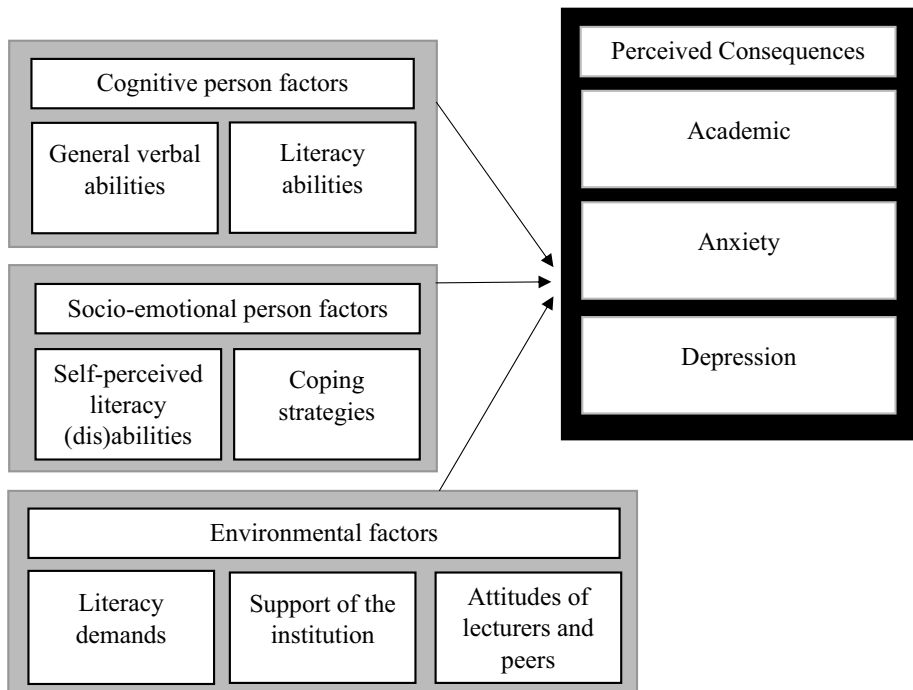 Cognitive person factors
General verbal
abilities
Literacy
abilities
Socio-emotional person factors
Self-perceived
literacy
(dis)abilities
Coping
strategies
Environmental factors
Literacy
demands
Support of the
institution
Attitudes of
lecturers and
peers
Perceived Consequences
Academic
Anxiety
Depression